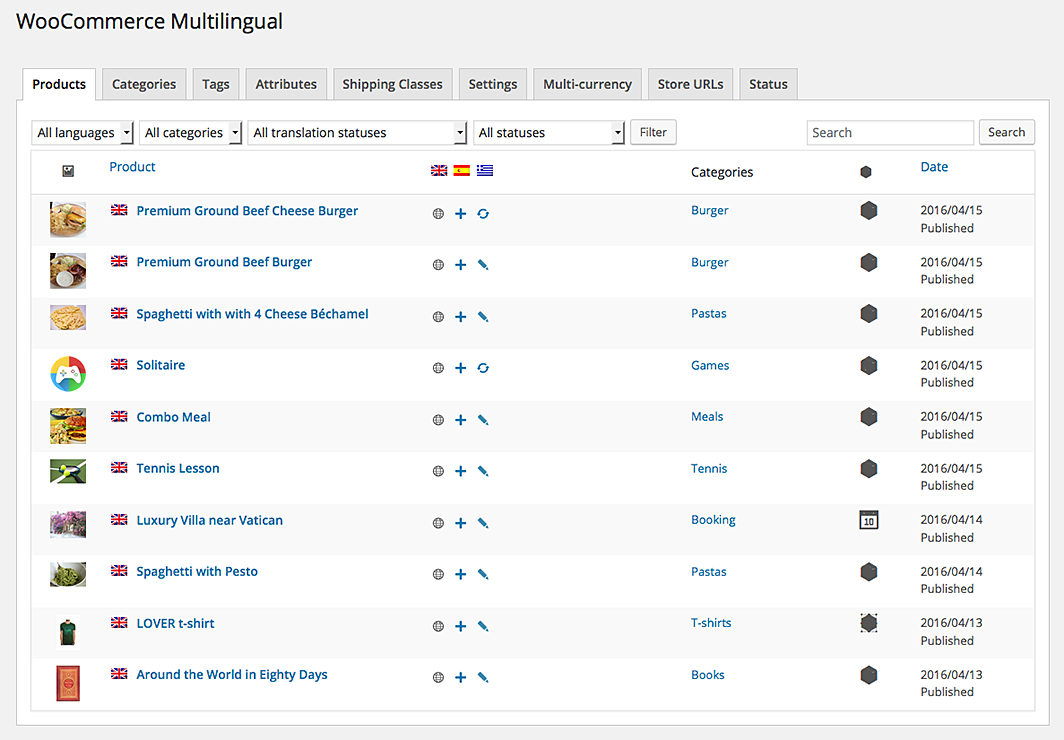 WooCommerce Multilingual
Products Categories Tags Attributes Shipping Classes Settings Multi-currency Store URLs Status
All languages All categories All translation statuses All statuses Filter Search Search
Product Categories Date
Premium Ground Beef Cheese Burger Burger 2016/04/15
Published
Premium Ground Beef Burger Burger 2016/04/15
Published
Spaghetti with with 4 Cheese Béchamel Pastas 2016/04/15
Published
Solitaire Games 2016/04/15
Published
Combo Meal Meals 2016/04/15
Published
Tennis Lesson Tennis 2016/04/15
Published
Luxury Villa near Vatican Booking 10 2016/04/14
Published
Spaghetti with Pesto Pastas 2016/04/14
Published
LOVER t-shirt T-shirts 2016/04/13
Published
Around the World in Eighty Days Books 2016/04/13
Published